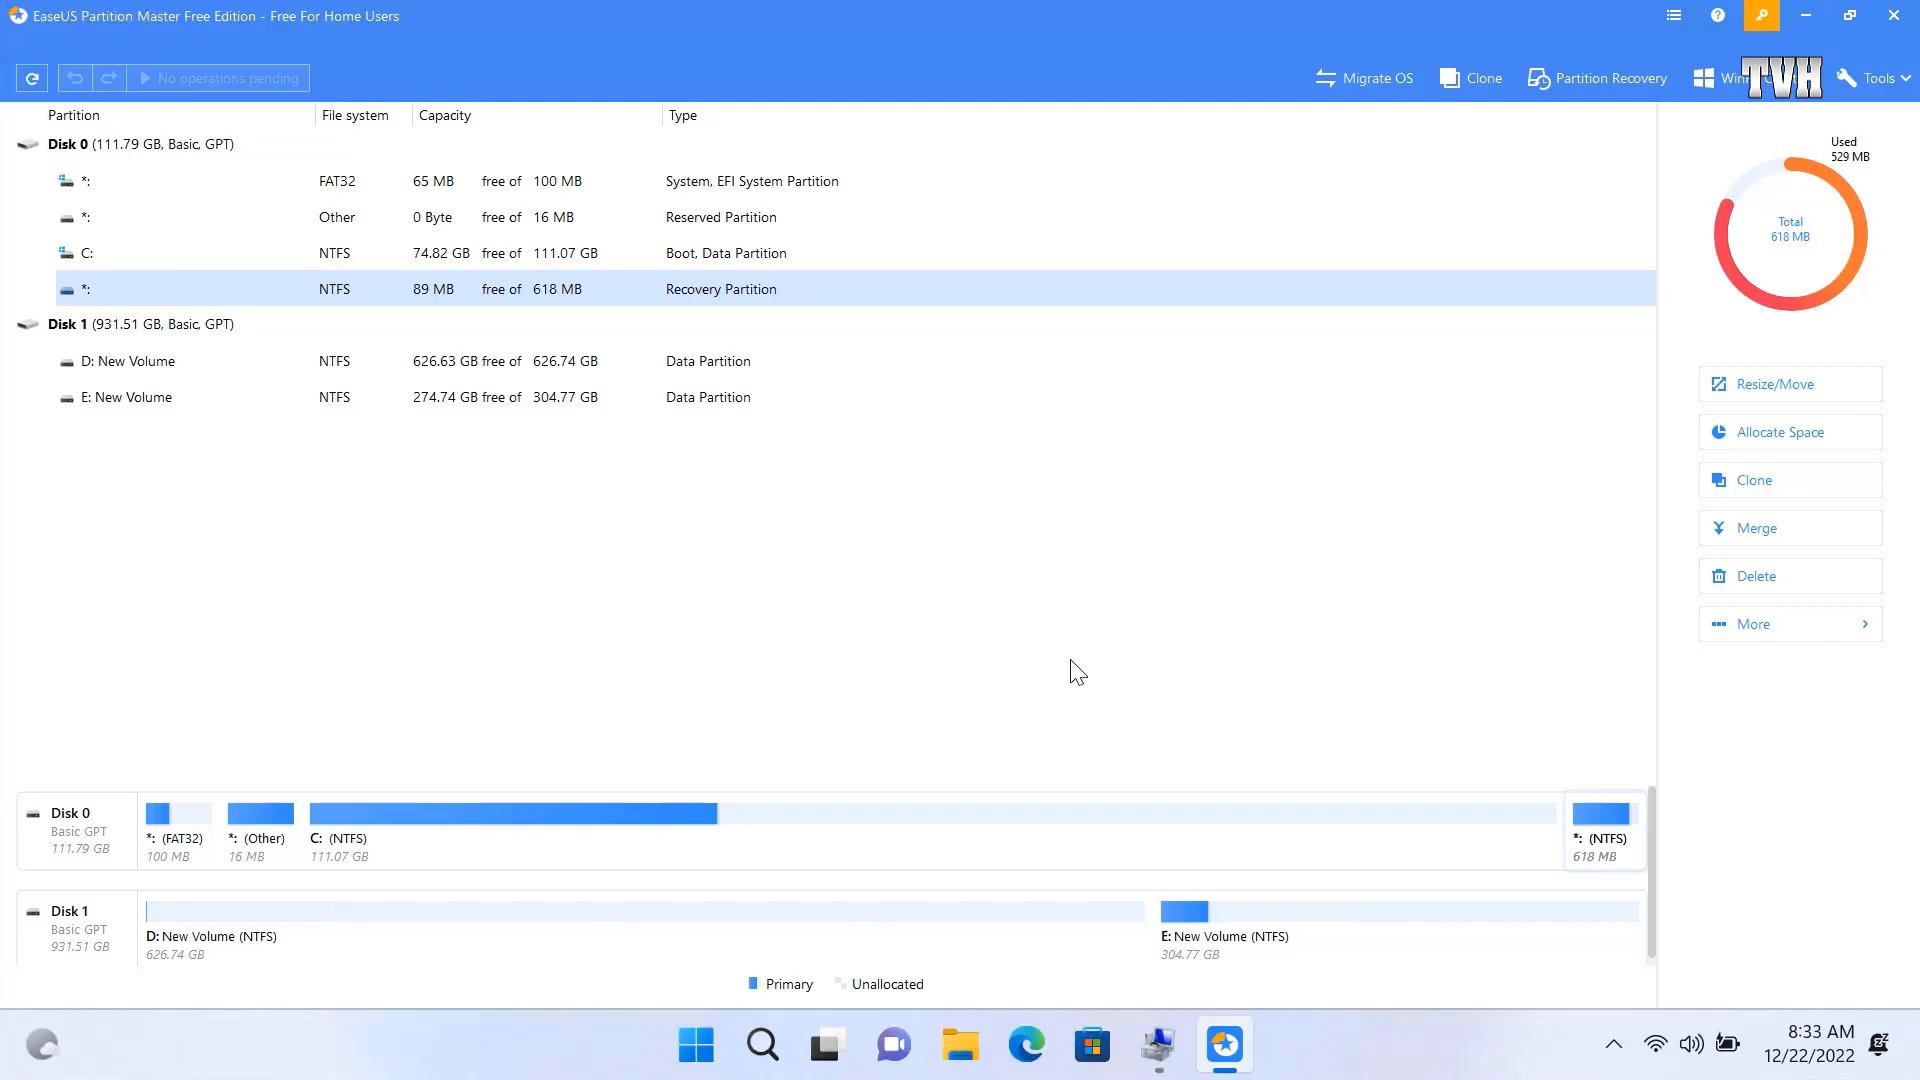 EaseUS Partition Master Free Edition - Free For Home Users
No operations pending
Migrate OS
Clone
Partition Recovery
TVH
Tools
Partition
File system
Capacity
Type
Disk 0 (111.79 GB, Basic, GPT)
*: FAT32 65 MB free of 100 MB System, EFI System Partition
*: Other 0 Byte free of 16 MB Reserved Partition
C: NTFS 74.82 GB free of 111.07 GB Boot, Data Partition
*: NTFS 89 MB free of 618 MB Recovery Partition
Disk 1 (931.51 GB, Basic, GPT)
D: New Volume NTFS 626.63 GB free of 626.74 GB Data Partition
E: New Volume NTFS 274.74 GB free of 304.77 GB Data Partition
Used
529 MB
Total
618 MB
Resize/Move
Allocate Space
Clone
Merge
Delete
More
Disk 0
Basic GPT
111.79 GB
*: (FAT32)
100 MB
*: (Other)
16 MB
C: (NTFS)
111.07 GB
*: (NTFS)
618 MB
Disk 1
Basic GPT
931.51 GB
D: New Volume (NTFS)
626.74 GB
E: New Volume (NTFS)
304.77 GB
Primary
Unallocated
8:33 AM
12/22/2022